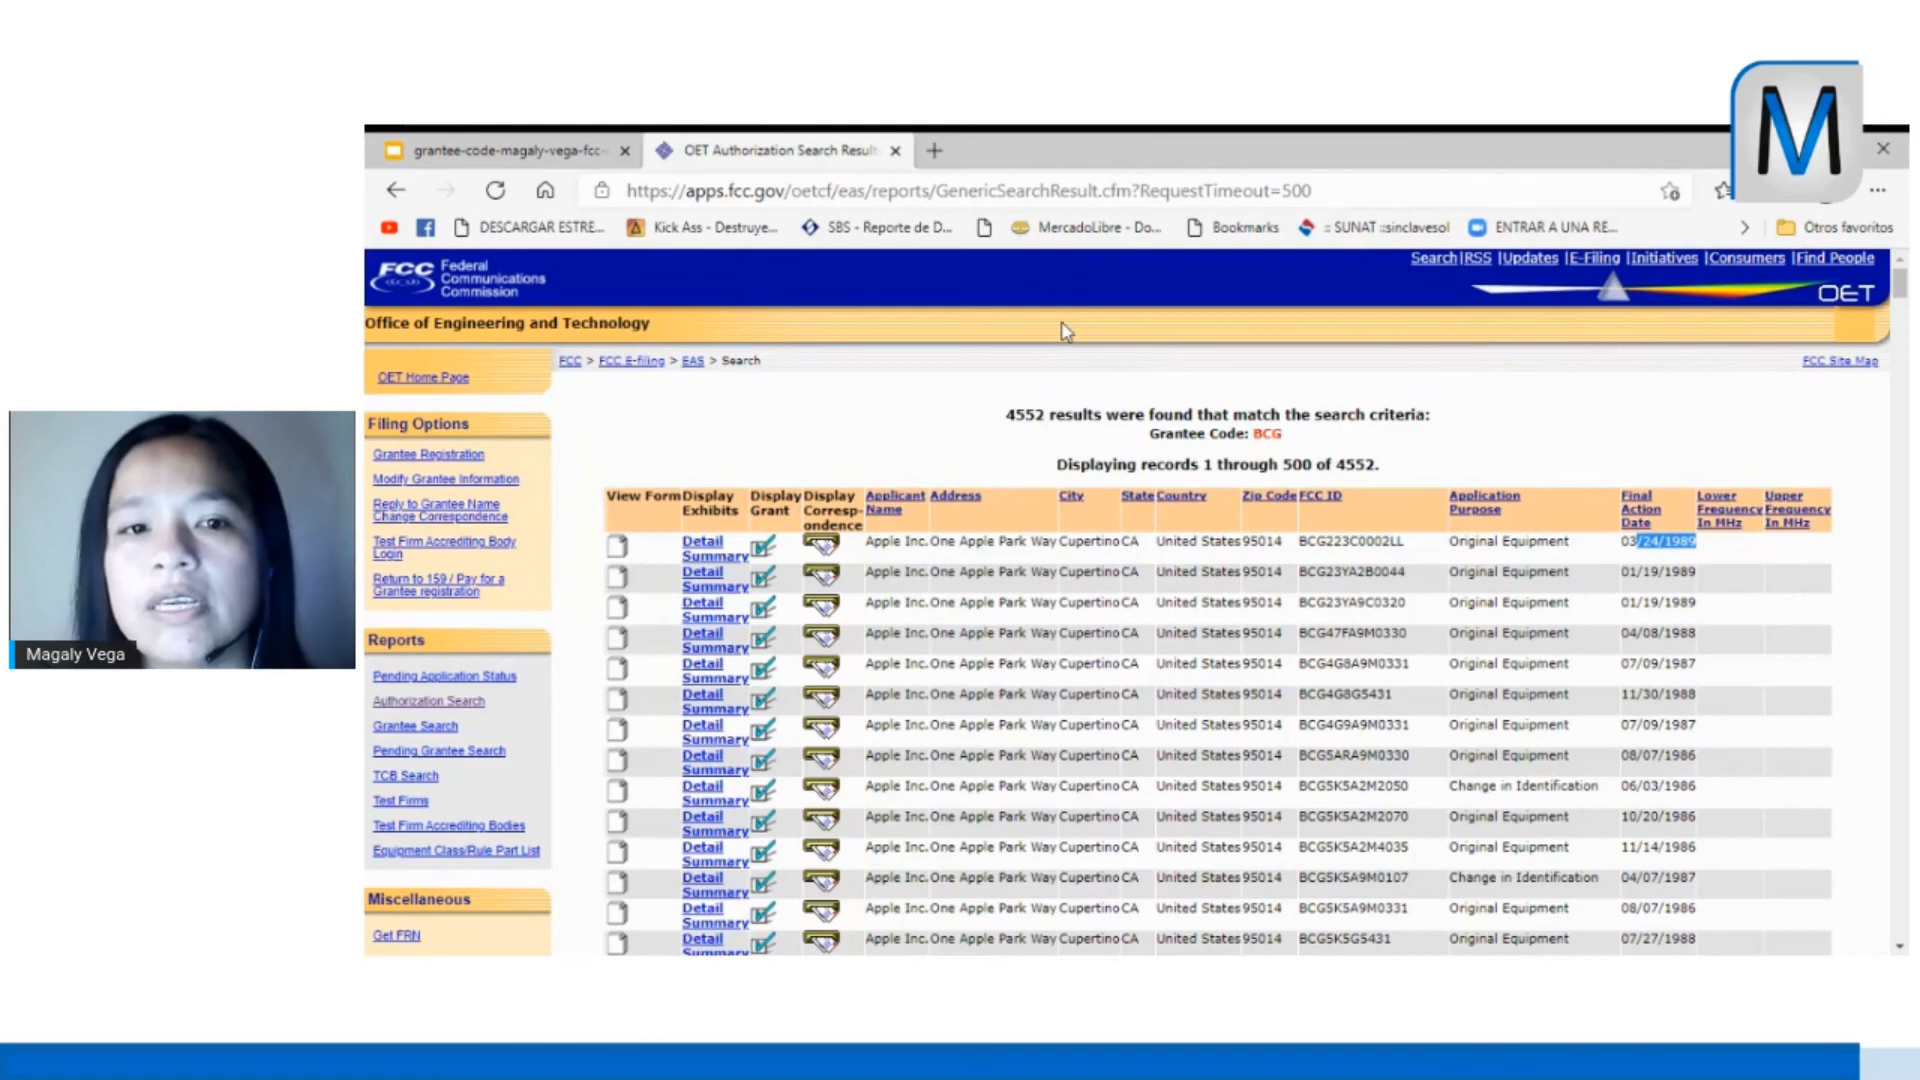 M
grantee-code-magaly-vega-fcc-
OET Authorization Search Result
https://apps.fcc.gov/oetcf/eas/reports/GenericSearchResult.cfm?RequestTimeout=500
DESCARGAR ESTRE... Kick Ass - Destruye... SBS - Reporte de D... MercadoLibre - Do... Bookmarks :: SUNAT ::sinclavesol ENTRAR A UNA RE... Otros favoritos
FCC Federal Communications Commission
Search|RSS |Updates |E-Filing |Initiatives |Consumers |Find People
OET
Office of Engineering and Technology
FCC > FCC E-filing > EAS > Search
FCC Site Map
OET Home Page
Filing Options
Grantee Registration
Modify Grantee Information
Reply to Grantee Name
Change Correspondence
Test Firm Accrediting Body
Login
Return to 159 / Pay for a
Grantee registration
Reports
Pending Application Status
Authorization Search
Grantee Search
Pending Grantee Search
TCB Search
Test Firms
Test Firm Accrediting Bodies
Equipment Class/Rule Part List
Miscellaneous
Get FRN
Magaly Vega
4552 results were found that match the search criteria:
Grantee Code: BCG
Displaying records 1 through 500 of 4552.
View Form Display Exhibits Display Grant Display Corresp-ondence Applicant Name Address City State Country Zip Code FCC ID Application Purpose Final Action Date Lower Frequency In MHz Upper Frequency In MHz
Detail Summary Apple Inc. One Apple Park Way Cupertino CA United States 95014 BCG223C0002LL Original Equipment 03/24/1989
Detail Summary Apple Inc. One Apple Park Way Cupertino CA United States 95014 BCG23YA2B0044 Original Equipment 01/19/1989
Detail Summary Apple Inc. One Apple Park Way Cupertino CA United States 95014 BCG23YA9C0320 Original Equipment 01/19/1989
Detail Summary Apple Inc. One Apple Park Way Cupertino CA United States 95014 BCG47FA9M0330 Original Equipment 04/08/1988
Detail Summary Apple Inc. One Apple Park Way Cupertino CA United States 95014 BCG4G8A9M0331 Original Equipment 07/09/1987
Detail Summary Apple Inc. One Apple Park Way Cupertino CA United States 95014 BCG4G8G5431 Original Equipment 11/30/1988
Detail Summary Apple Inc. One Apple Park Way Cupertino CA United States 95014 BCG4G9A9M0331 Original Equipment 07/09/1987
Detail Summary Apple Inc. One Apple Park Way Cupertino CA United States 95014 BCG5ARA9M0330 Original Equipment 08/07/1986
Detail Summary Apple Inc. One Apple Park Way Cupertino CA United States 95014 BCG5K5A2M2050 Change in Identification 06/03/1986
Detail Summary Apple Inc. One Apple Park Way Cupertino CA United States 95014 BCG5K5A2M2070 Original Equipment 10/20/1986
Detail Summary Apple Inc. One Apple Park Way Cupertino CA United States 95014 BCG5K5A2M4035 Original Equipment 11/14/1986
Detail Summary Apple Inc. One Apple Park Way Cupertino CA United States 95014 BCG5K5A9M0107 Change in Identification 04/07/1987
Detail Summary Apple Inc. One Apple Park Way Cupertino CA United States 95014 BCG5K5A9M0331 Original Equipment 08/07/1986
Detail Summary Apple Inc. One Apple Park Way Cupertino CA United States 95014 BCG5K5G5431 Original Equipment 07/27/1988